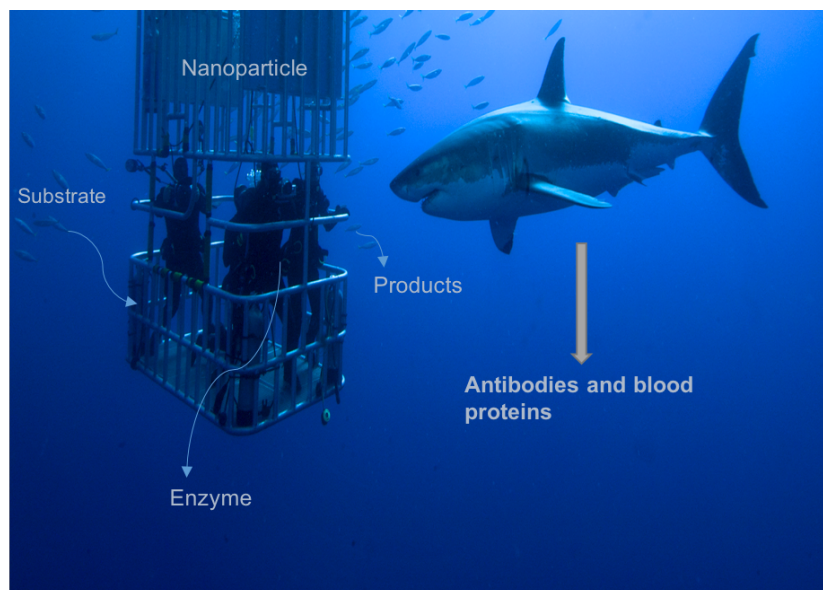 Nanoparticle
Substrate
Products
Antibodies and blood
proteins
Enzyme